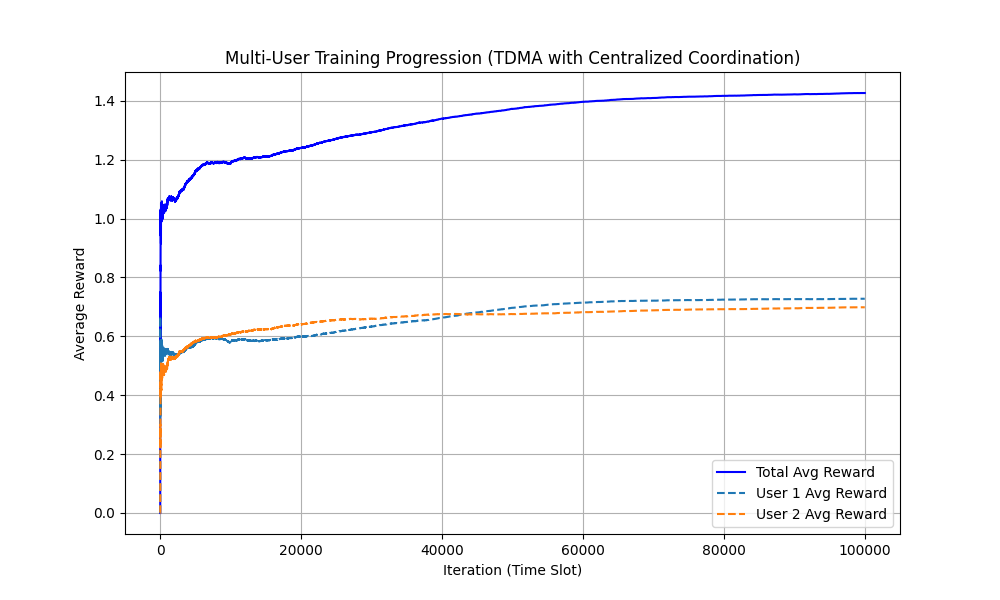 Multi-User Training Progression (TDMA with Centralized Coordination)
Average Reward
1.4
1.2
1.0
0.8
0.6
0.4
0.2
0.0
Total Avg Reward
User 1 Avg Reward
User 2 Avg Reward
0 20000 40000 60000 80000 100000
Iteration (Time Slot)